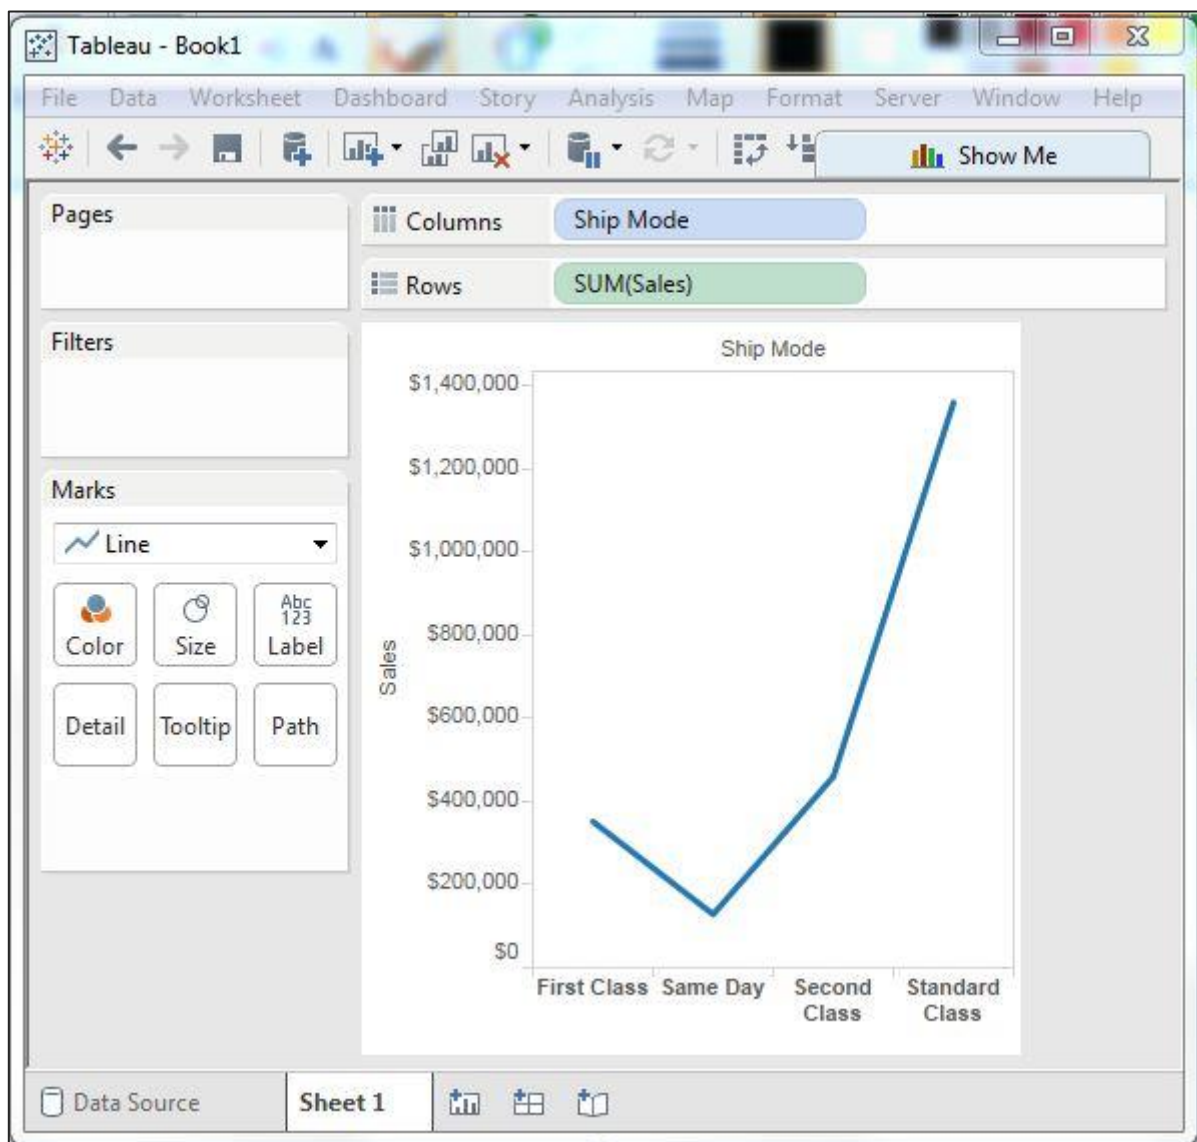 Tableau - Book1
File Data Worksheet Dashboard Story Analysis Map Format Server Window Help
Show Me
Pages
Columns Ship Mode
Rows SUM(Sales)
Filters
Marks
Line
Color Size Abc 123 Label
Detail Tooltip Path
Ship Mode
$1,400,000
$1,200,000
$1,000,000
$800,000
Sales
$600,000
$400,000
$200,000
$0
First Class Same Day Second Class Standard Class
Data Source Sheet 1